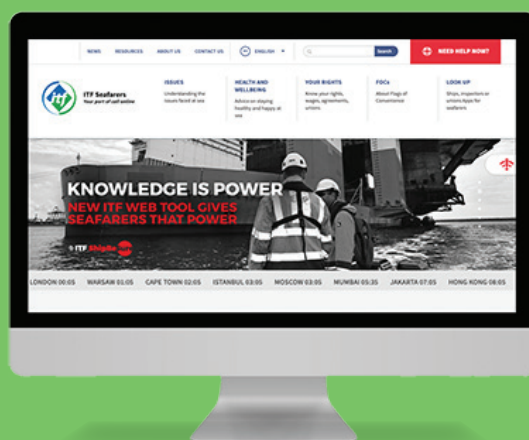 NEWS RESOURCES ABOUT US CONTACT US ENGLISH Search NEED HELP NOW?
ITF Seafarers
Your port of call online
ISSUES
Understanding the
issues faced at sea
HEALTH AND
WELLBEING
Advice on staying
healthy and happy at
sea
YOUR RIGHTS
Know your rights,
wages, agreements,
unions
FOCs
About Flags of
Convenience
LOOK UP
Ships, inspectors or
unions/Apps for
seafarers
KNOWLEDGE IS POWER
NEW ITF WEB TOOL GIVES
SEAFARERS THAT POWER
ITF ShipBe
LONDON 00:05 WARSAW 01:05 CAPE TOWN 02:05 ISTANBUL 03:05 MOSCOW 03:05 MUMBAI 05:35 JAKARTA 07:05 HONG KONG 08:05